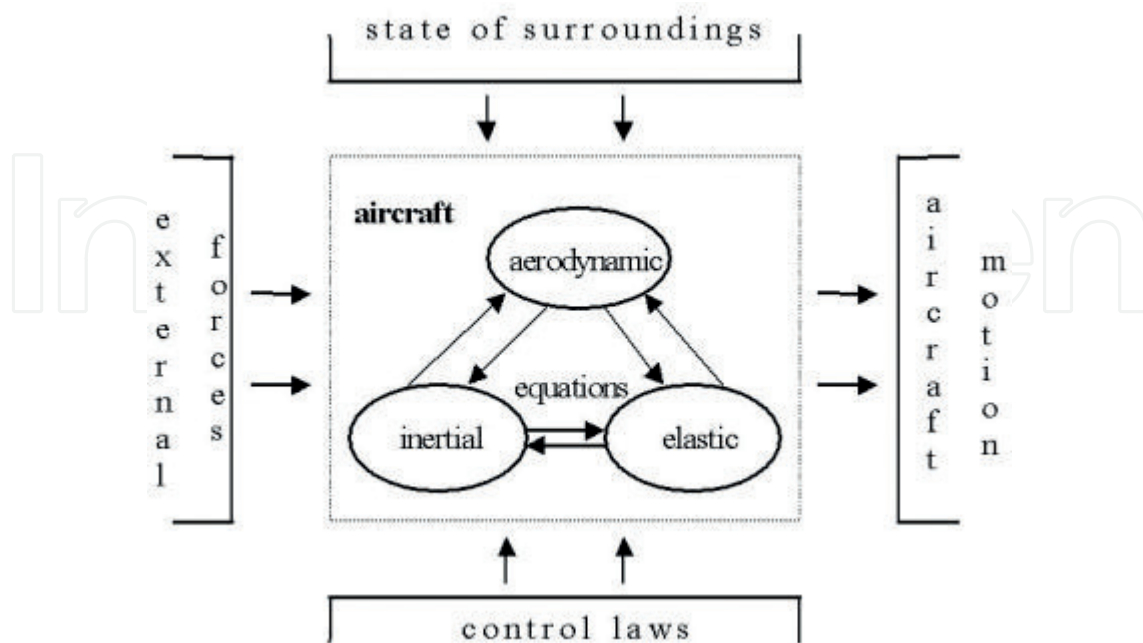 state of surroundings
external
forces
aircraft
aerodynamic
equations
inertial
elastic
aircraft
motion
control laws